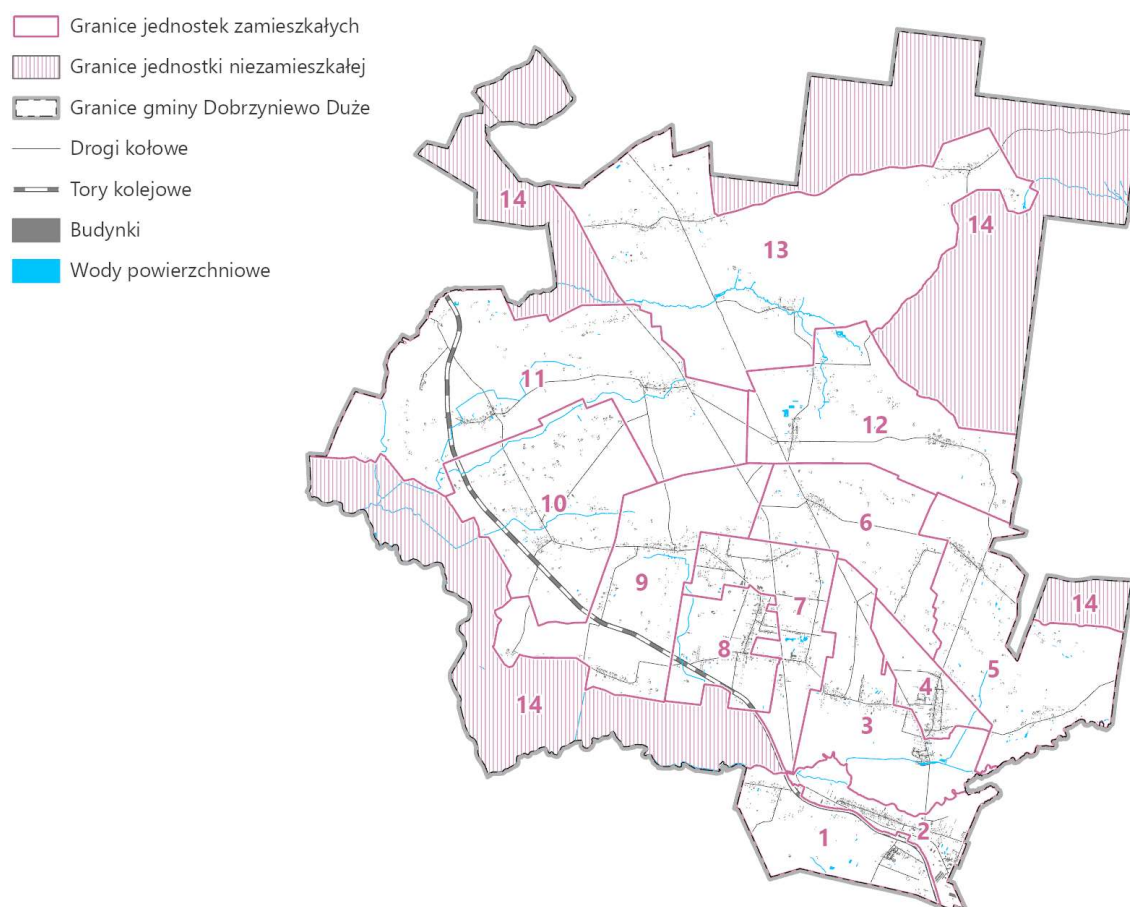 Granice jednostek zamieszkałych
Granice jednostki niezamieszkałej
Granice gminy Dobrzyniewo Duże
Drogi kołowe
Tory kolejowe
Budynki
Wody powierzchniowe
14
14
13
11
12
10
6
9
7
14
8
5
4
14
3
2
1